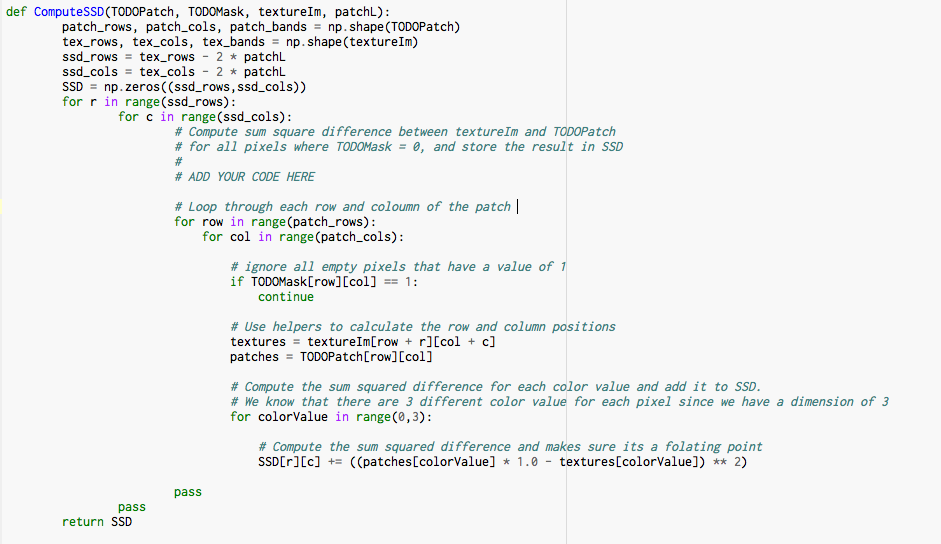 def ComputeSSD(TODOPatch, TODOMask, textureIm, patchL):
        patch_rows, patch_cols, patch_bands = np.shape(TODOPatch)
        tex_rows, tex_cols, tex_bands = np.shape(textureIm)
        ssd_rows = tex_rows - 2 * patchL
        ssd_cols = tex_cols - 2 * patchL
        SSD = np.zeros((ssd_rows,ssd_cols))
        for r in range(ssd_rows):
                for c in range(ssd_cols):
                        # Compute sum square difference between textureIm and TODOPatch
                        # for all pixels where TODOMask = 0, and store the result in SSD
                        #
                        # ADD YOUR CODE HERE
                        # Loop through each row and coloumn of the patch
                        for row in range(patch_rows):
                            for col in range(patch_cols):
                                # ignore all empty pixels that have a value of 1
                                if TODOMask[row][col] == 1:
                                    continue
                                # Use helpers to calculate the row and column positions
                                textures = textureIm[row + r][col + c]
                                patches = TODOPatch[row][col]
                                # Compute the sum squared difference for each color value and add it to SSD.
                                # We know that there are 3 different color value for each pixel since we have a dimension of 3
                                for colorValue in range(0,3):
                                    # Compute the sum squared difference and makes sure its a folating point
                                    SSD[r][c] += ((patches[colorValue] * 1.0 - textures[colorValue]) ** 2)
                        pass
                pass
        return SSD